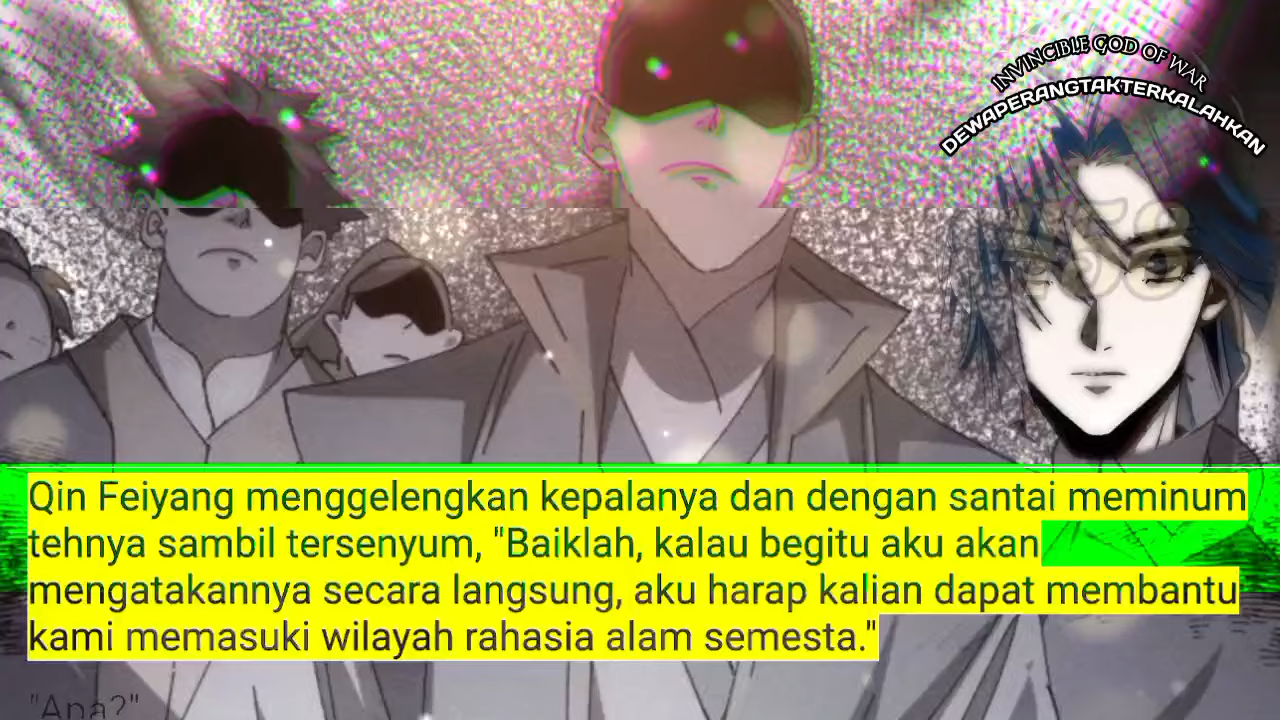 INVINCIBLE GOD OF WAR
DEWAPERANGTAKTERKALAHKAN
Qin Feiyang menggelengkan kepalanya dan dengan santai meminum
tehnya sambil tersenyum, "Baiklah, kalau begitu aku akan
mengatakannya secara langsung, aku harap kalian dapat membantu
kami memasuki wilayah rahasia alam semesta."
"Apa?"